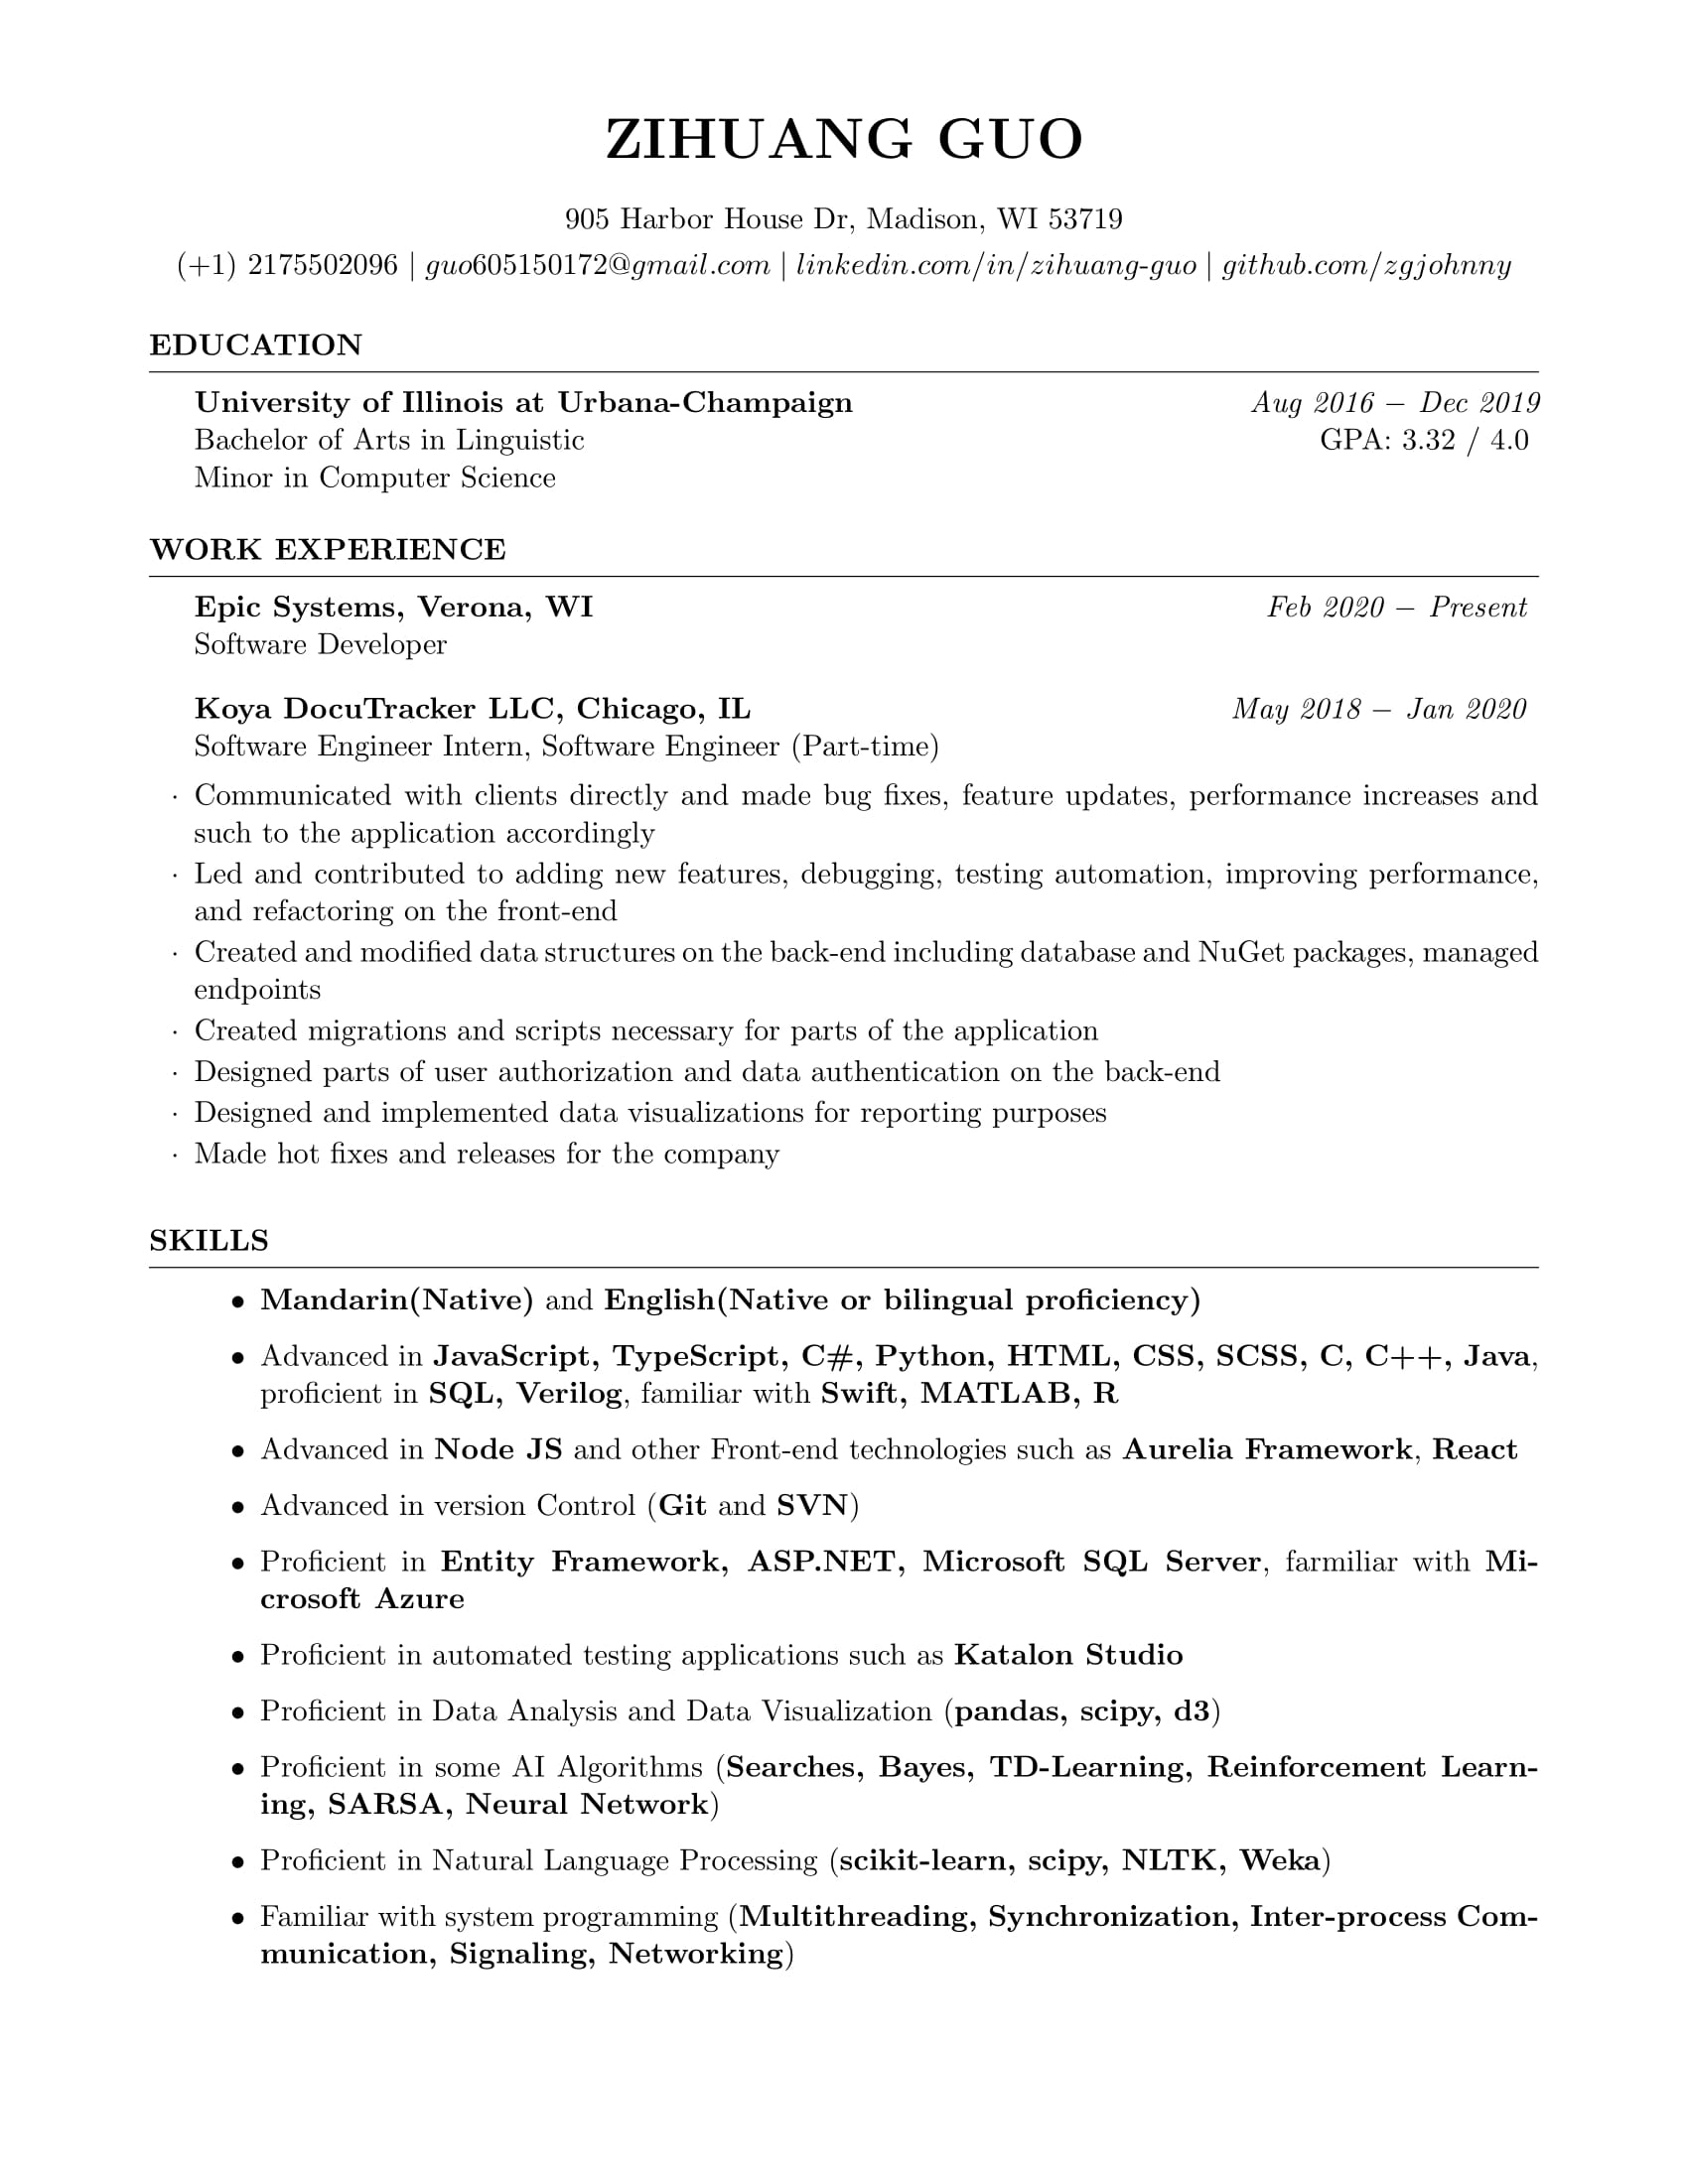 ZIHUANG GUO
905 Harbor House Dr, Madison, WI 53719
(+1) 2175502096 | guo605150172@gmail.com | linkedin.com/in/zihuang-guo | github.com/zgjohnny
EDUCATION
University of Illinois at Urbana-Champaign Aug 2016 – Dec 2019
Bachelor of Arts in Linguistic GPA: 3.32 / 4.0
Minor in Computer Science
WORK EXPERIENCE
Epic Systems, Verona, WI Feb 2020 – Present
Software Developer
Koya DocuTracker LLC, Chicago, IL May 2018 – Jan 2020
Software Engineer Intern, Software Engineer (Part-time)
· Communicated with clients directly and made bug fixes, feature updates, performance increases and
such to the application accordingly
· Led and contributed to adding new features, debugging, testing automation, improving performance,
and refactoring on the front-end
· Created and modified data structures on the back-end including database and NuGet packages, managed
endpoints
· Created migrations and scripts necessary for parts of the application
· Designed parts of user authorization and data authentication on the back-end
· Designed and implemented data visualizations for reporting purposes
· Made hot fixes and releases for the company
SKILLS
• Mandarin(Native) and English(Native or bilingual proficiency)
• Advanced in JavaScript, TypeScript, C#, Python, HTML, CSS, SCSS, C, C++, Java,
proficient in SQL, Verilog, familiar with Swift, MATLAB, R
• Advanced in Node JS and other Front-end technologies such as Aurelia Framework, React
• Advanced in version Control (Git and SVN)
• Proficient in Entity Framework, ASP.NET, Microsoft SQL Server, farmiliar with Mi-
crosoft Azure
• Proficient in automated testing applications such as Katalon Studio
• Proficient in Data Analysis and Data Visualization (pandas, scipy, d3)
• Proficient in some AI Algorithms (Searches, Bayes, TD-Learning, Reinforcement Learn-
ing, SARSA, Neural Network)
• Proficient in Natural Language Processing (scikit-learn, scipy, NLTK, Weka)
• Familiar with system programming (Multithreading, Synchronization, Inter-process Com-
munication, Signaling, Networking)